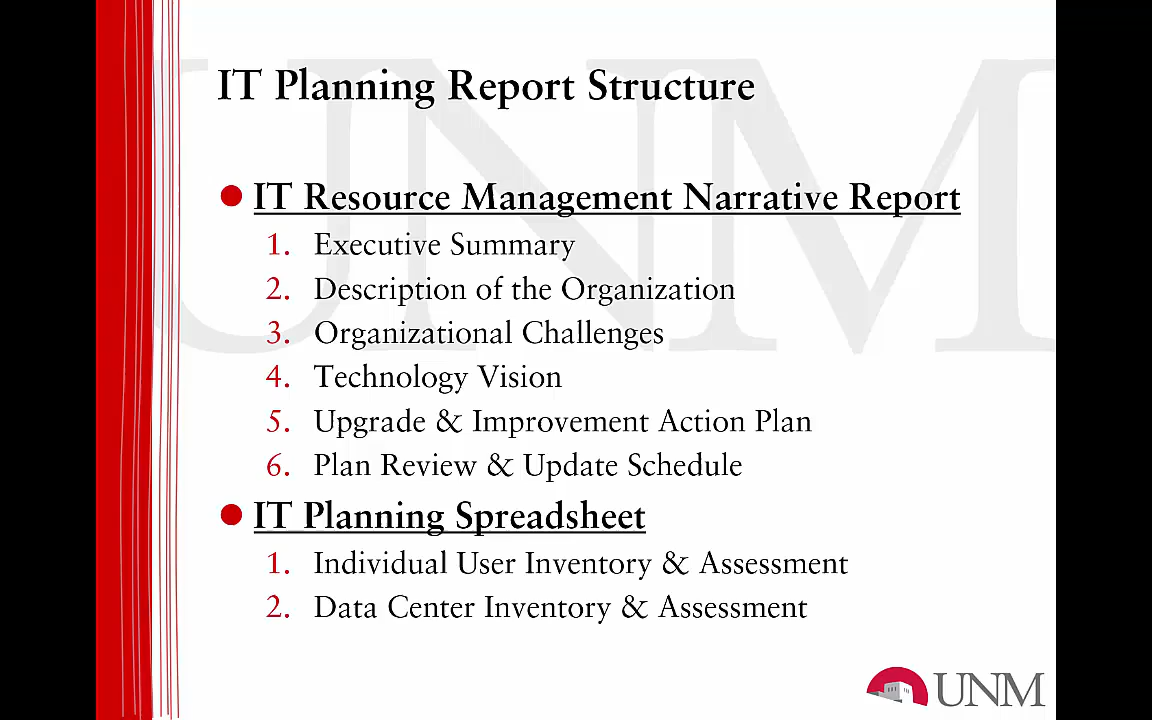 IT Planning Report Structure
IT Resource Management Narrative Report
1. Executive Summary
2. Description of the Organization
3. Organizational Challenges
4. Technology Vision
5. Upgrade & Improvement Action Plan
6. Plan Review & Update Schedule
IT Planning Spreadsheet
1. Individual User Inventory & Assessment
2. Data Center Inventory & Assessment
UNM
UNM